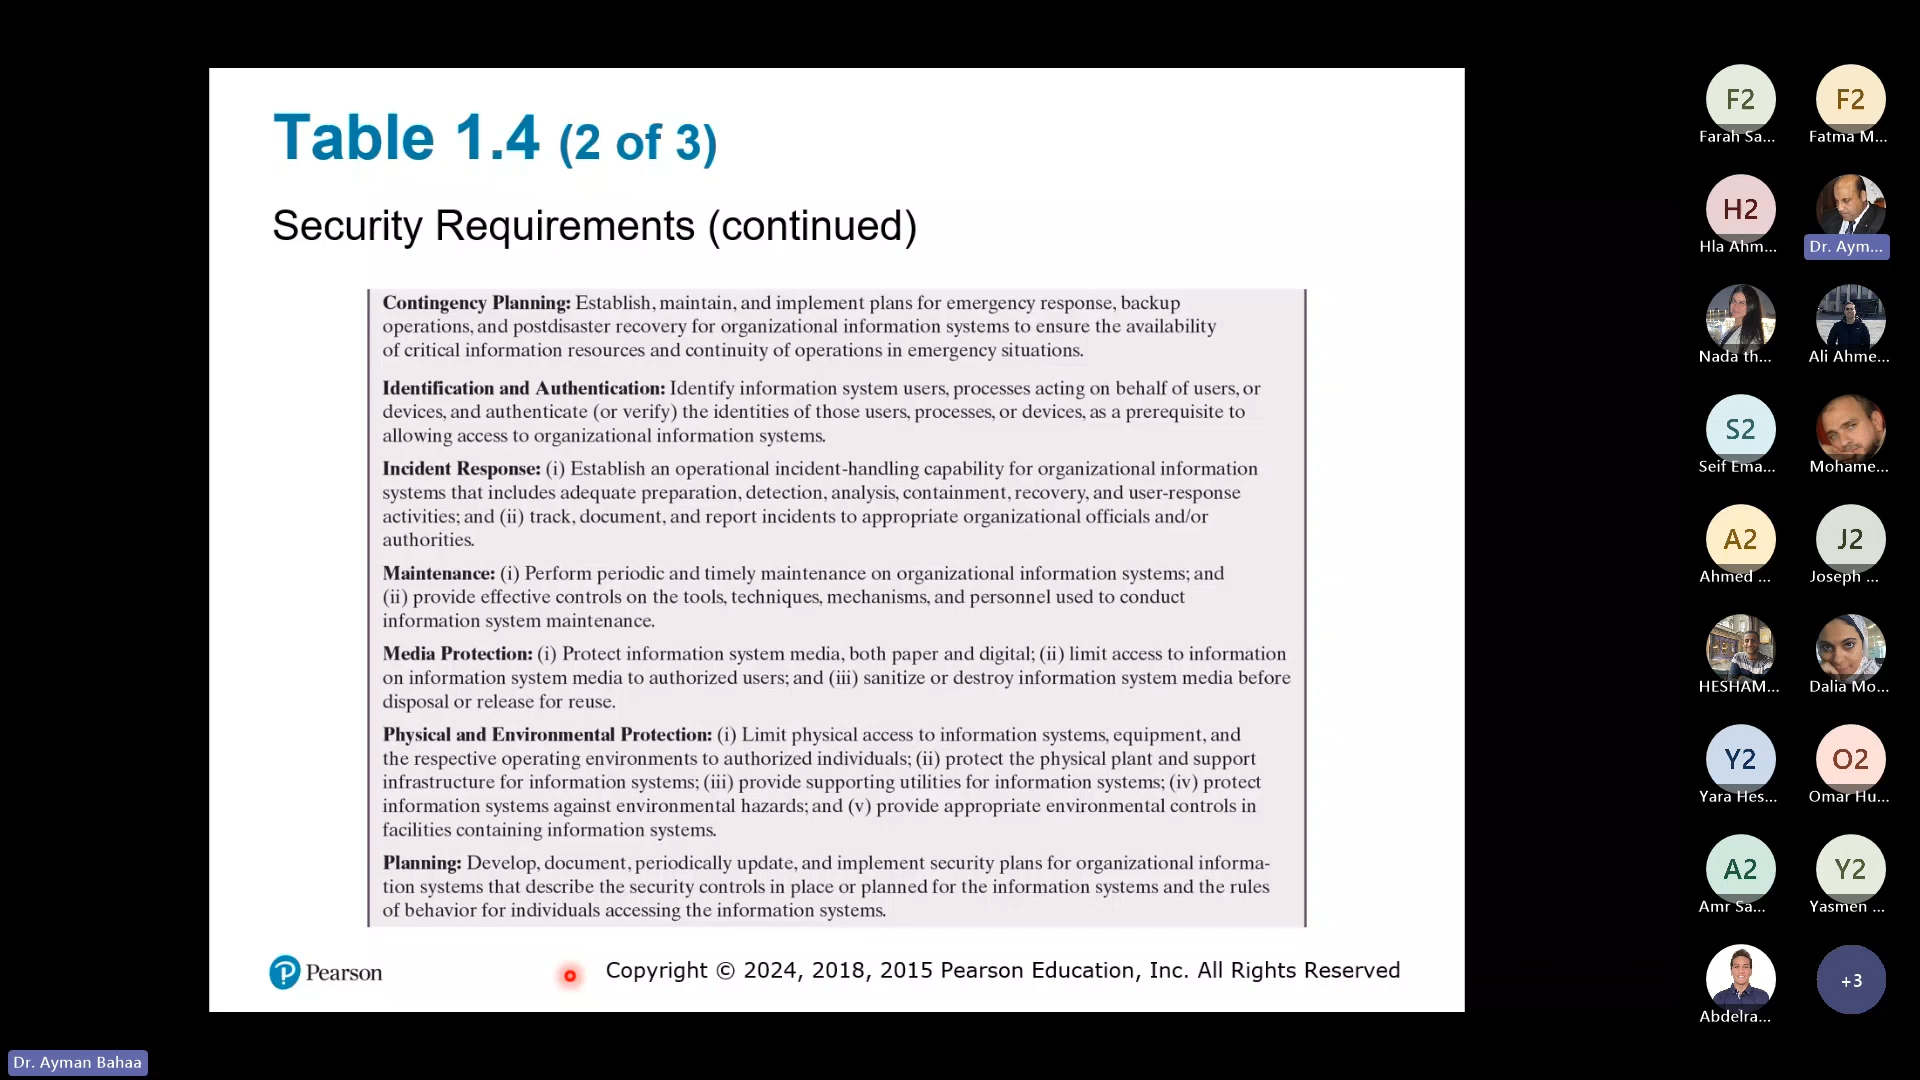 Table 1.4 (2 of 3)
Security Requirements (continued)
Contingency Planning: Establish, maintain, and implement plans for emergency response, backup
operations, and postdisaster recovery for organizational information systems to ensure the availability
of critical information resources and continuity of operations in emergency situations.
Identification and Authentication: Identify information system users, processes acting on behalf of users, or
devices, and authenticate (or verify) the identities of those users, processes, or devices, as a prerequisite to
allowing access to organizational information systems.
Incident Response: (i) Establish an operational incident-handling capability for organizational information
systems that includes adequate preparation, detection, analysis, containment, recovery, and user-response
activities; and (ii) track, document, and report incidents to appropriate organizational officials and/or
authorities.
Maintenance: (i) Perform periodic and timely maintenance on organizational information systems; and
(ii) provide effective controls on the tools, techniques, mechanisms, and personnel used to conduct
information system maintenance.
Media Protection: (i) Protect information system media, both paper and digital; (ii) limit access to information
on information system media to authorized users; and (iii) sanitize or destroy information system media before
disposal or release for reuse.
Physical and Environmental Protection: (i) Limit physical access to information systems, equipment, and
the respective operating environments to authorized individuals; (ii) protect the physical plant and support
infrastructure for information systems; (iii) provide supporting utilities for information systems; (iv) protect
information systems against environmental hazards; and (v) provide appropriate environmental controls in
facilities containing information systems.
Planning: Develop, document, periodically update, and implement security plans for organizational informa-
tion systems that describe the security controls in place or planned for the information systems and the rules
of behavior for individuals accessing the information systems.
Pearson
Copyright © 2024, 2018, 2015 Pearson Education, Inc. All Rights Reserved
F2 F2
Farah Sa... Fatma M...
H2
Hla Ahm... Dr. Aym...
Nada th... Ali Ahme...
S2
Seif Ema... Mohame...
A2 J2
Ahmed ... Joseph ...
HESHAM... Dalia Mo...
Y2 O2
Yara Hes... Omar Hu...
A2 Y2
Amr Sa... Yasmen ...
+3
Abdelra...
Dr. Ayman Bahaa